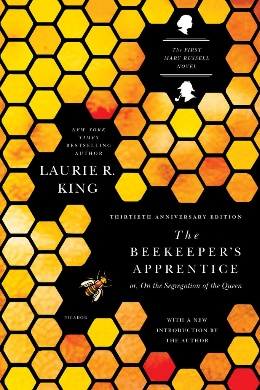 The FIRST
MARY RUSSELL
NOVEL
NEW YORK
TIMES
BESTSELLING
AUTHOR
LAURIE R.
KING
THIRTIETH ANNIVERSARY EDITION
The
BEEKEEPER'S
APPRENTICE
or, On the Segregation of the Queen
PICADOR
WITH A NEW
INTRODUCTION BY
THE AUTHOR